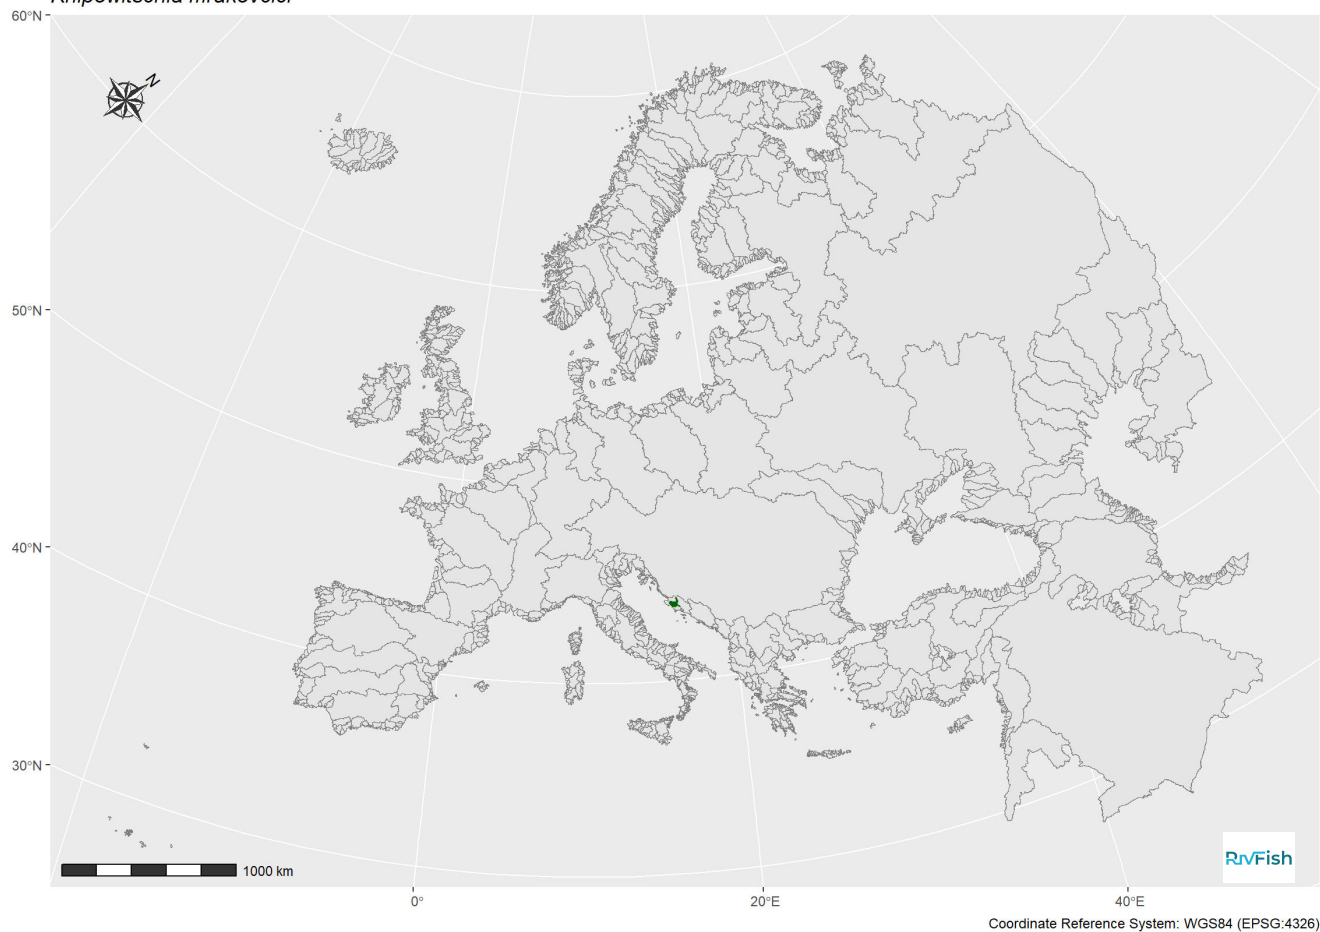 Knipowitschia mrakovcici
60°N
N
50°N
40°N
30°N
1000 km
RivFish
0°
20°E
40°E
Coordinate Reference System: WGS84 (EPSG:4326)